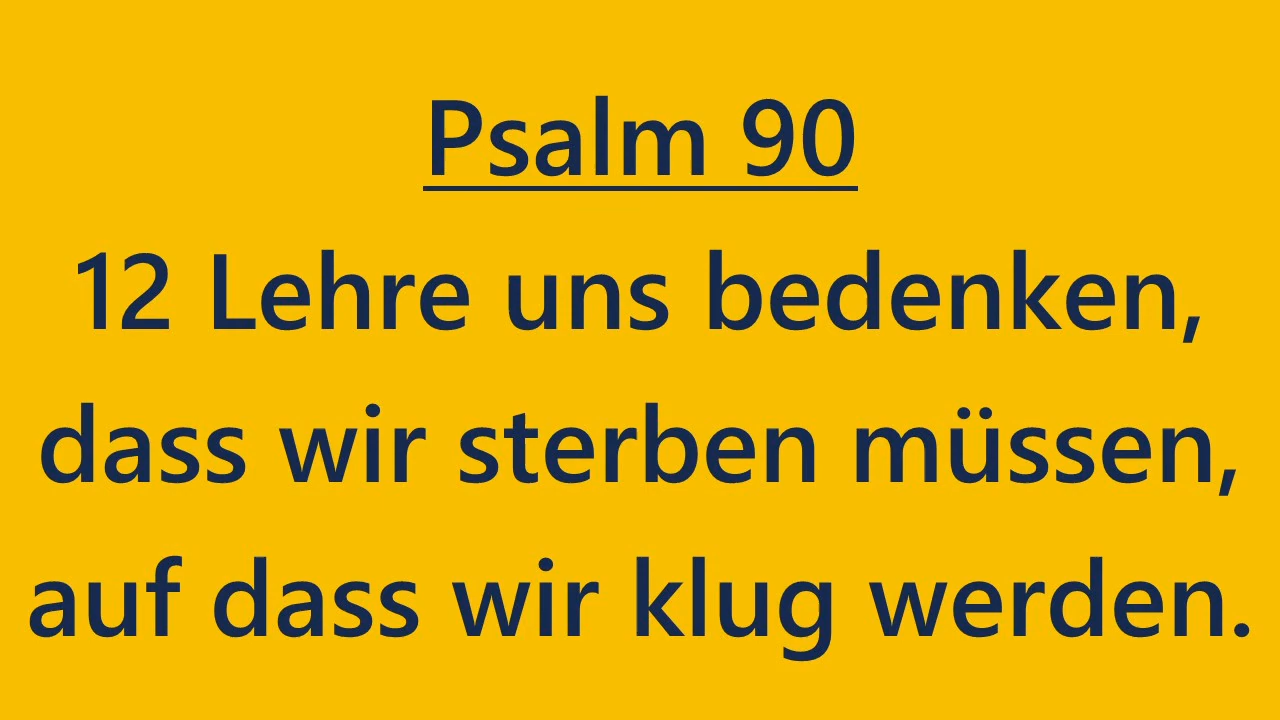 Psalm 90
12 Lehre uns bedenken,
dass wir sterben müssen,
auf dass wir klug werden.